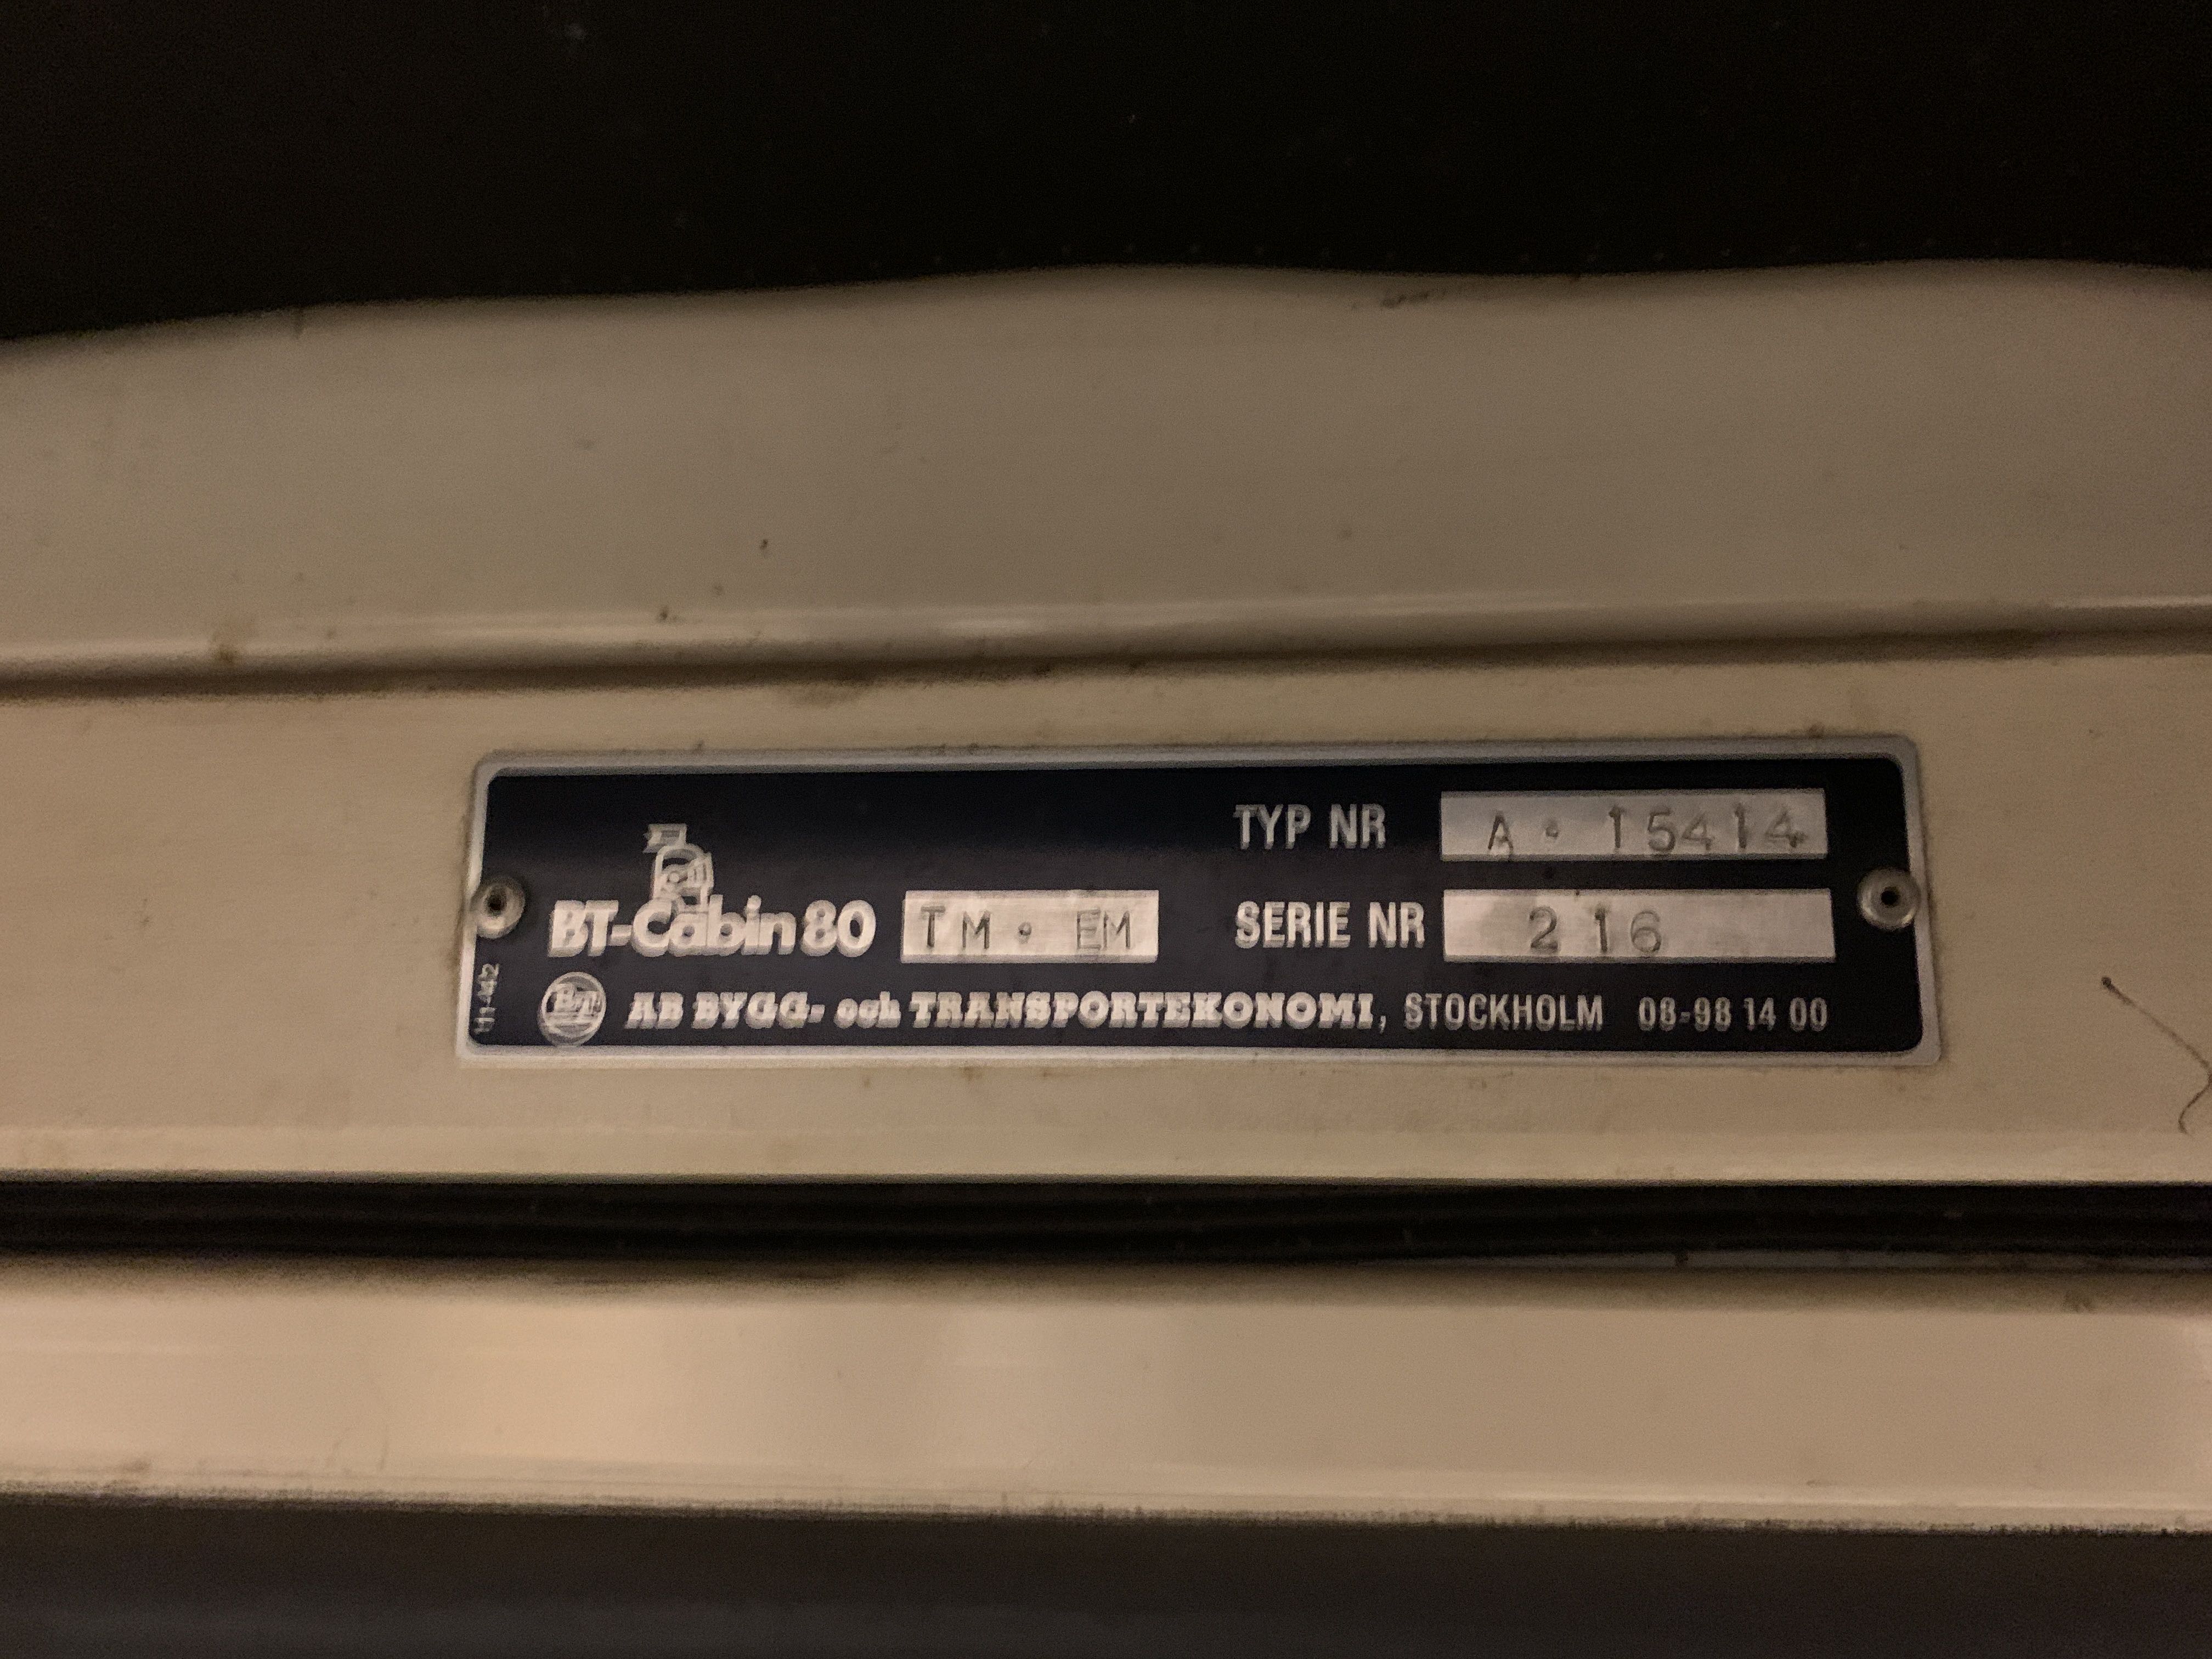 TYP NR A · 15414
BT-Cabin 80 TM · EM SERIE NR 216
BT AB BYGG- och TRANSPORTEKONOMI, STOCKHOLM 08-98 14 00